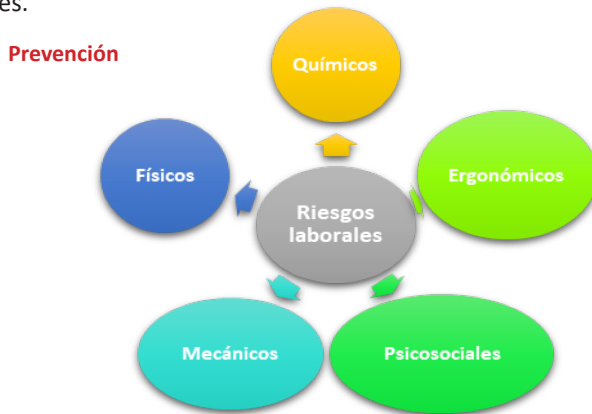 es.
Prevención
Químicos
Físicos
Ergonómicos
Riesgos
laborales
Mecánicos
Psicosociales